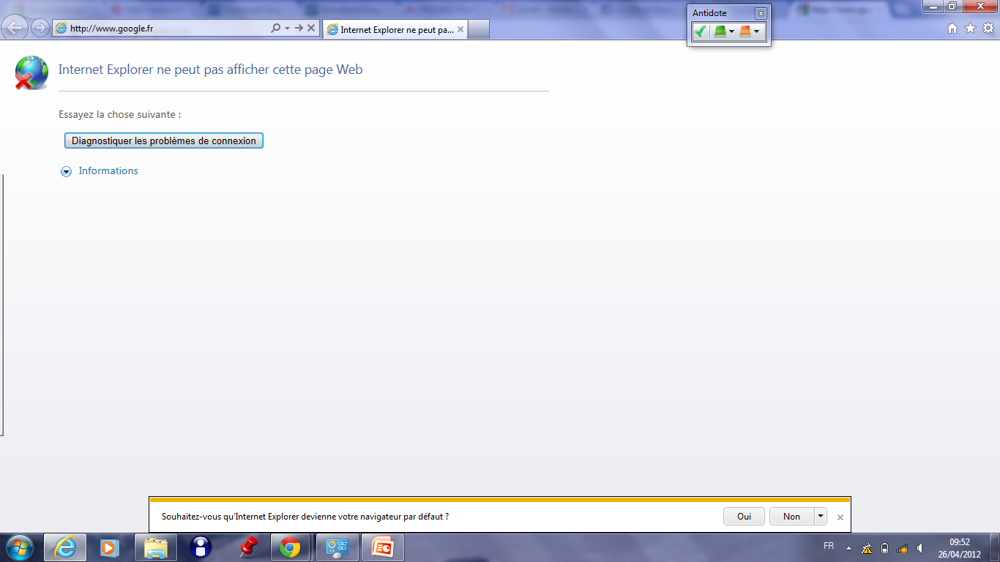 Antidote
http://www.google.fr
Internet Explorer ne peut pa...
Internet Explorer ne peut pas afficher cette page Web
Essayez la chose suivante :
Diagnostiquer les problèmes de connexion
Informations
Souhaitez-vous qu'Internet Explorer devienne votre navigateur par défaut ?
Oui
Non
FR
09:52
26/04/2012